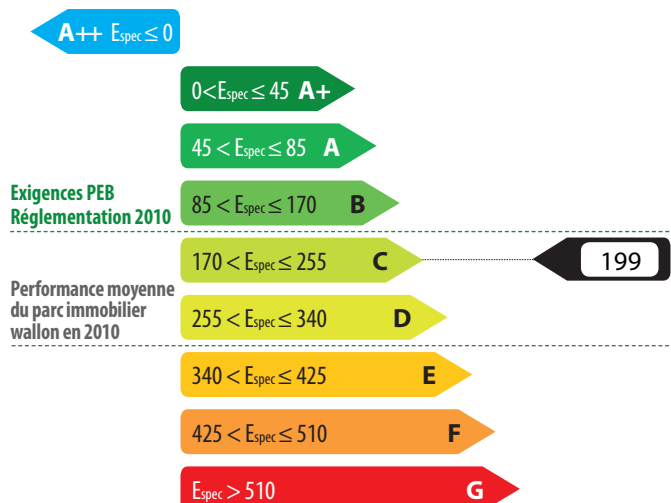 A++ Espec ≤ 0
0<Espec ≤ 45 A+
45 < Espec ≤ 85 A
Exigences PEB
Réglementation 2010
85 < Espec ≤ 170 B
170 < Espec ≤ 255 C
199
Performance moyenne
du parc immobilier
wallon en 2010
255 < Espec ≤ 340 D
340 < Espec ≤ 425 E
425 < Espec ≤ 510 F
Espec > 510 G